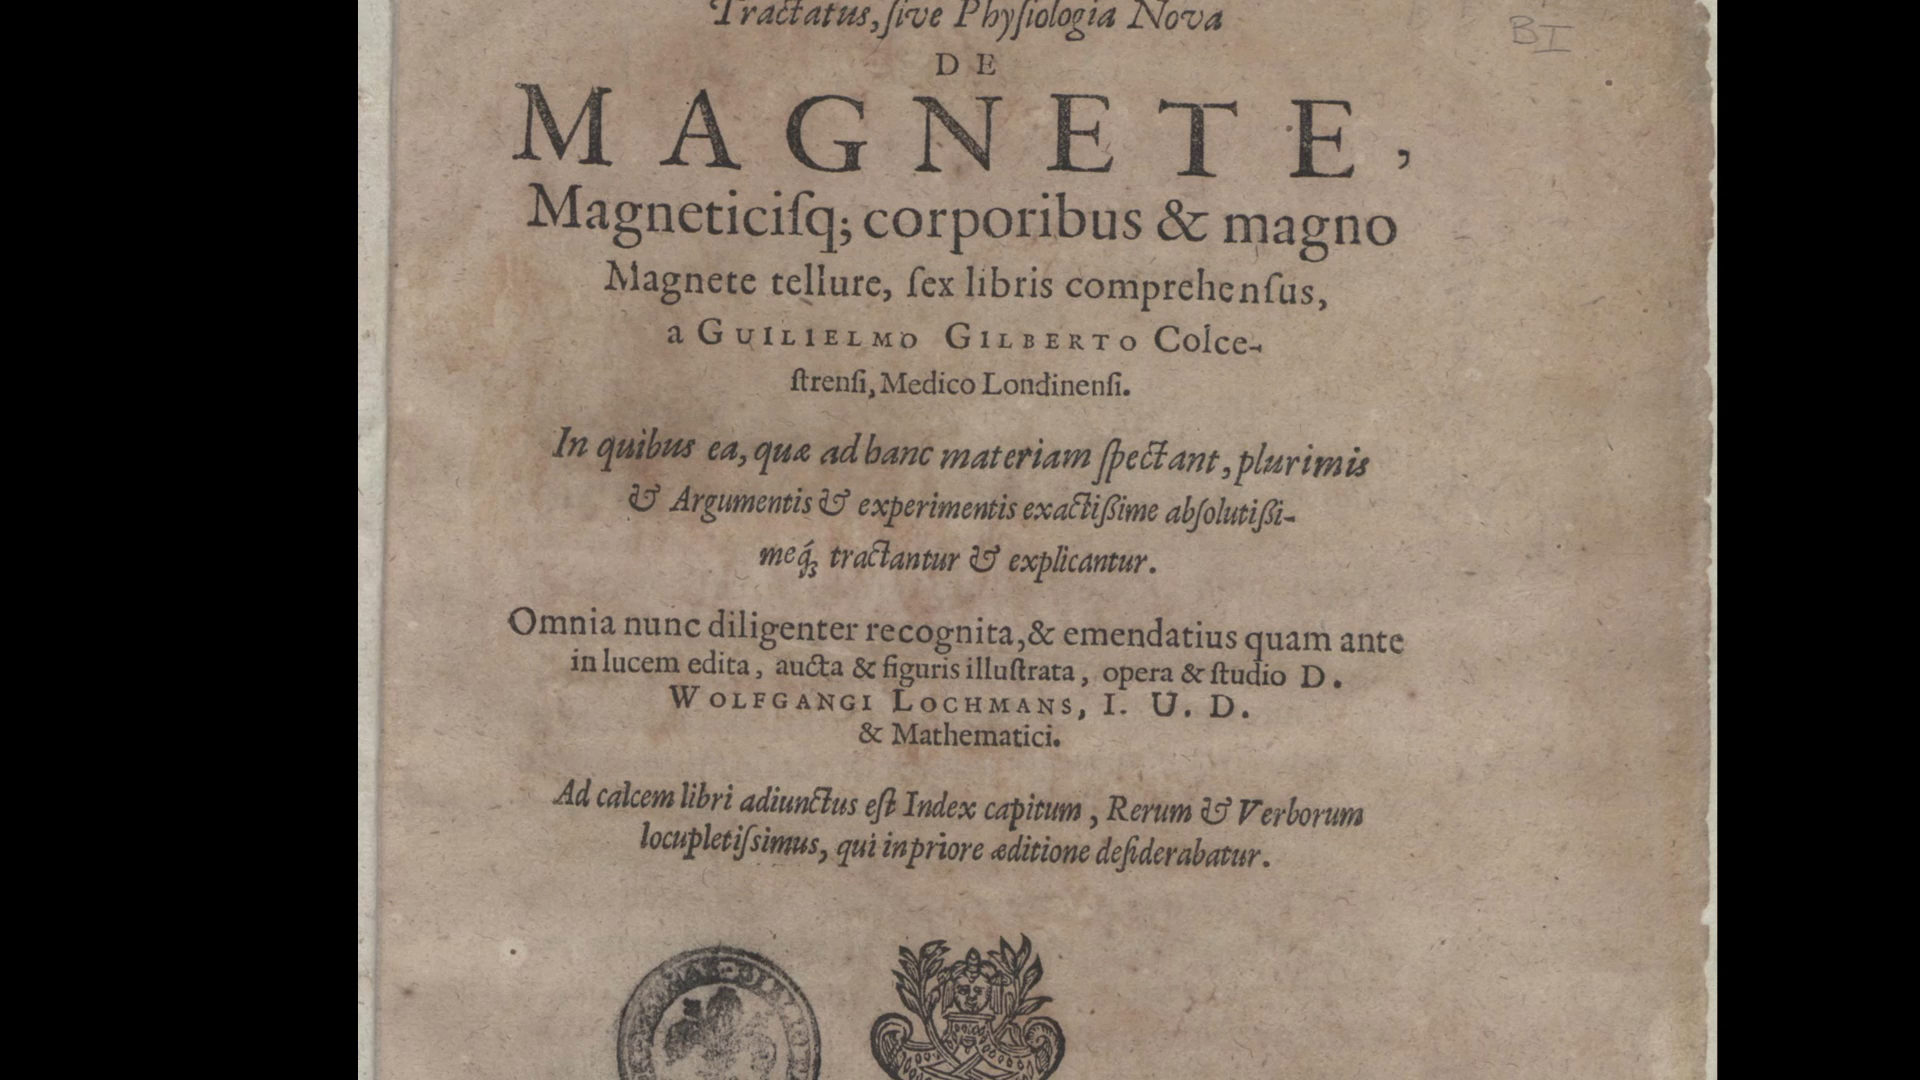 Tractatus, ſive Phyſiologia Nova
BI
DE
MAGNETE,
Magneticiſq; corporibus & magno
Magnete tellure, ſex libris comprehenſus,
a GUILIELMO GILBERTO Colce-
ſtrenſi, Medico Londinenſi.
In quibus ea, quæ ad hanc materiam ſpectant, plurimis
& Argumentis & experimentis exactißime abſolutißi-
meq́; tractantur & explicantur.
Omnia nunc diligenter recognita, & emendatius quam ante
in lucem edita, aucta & figuris illuſtrata, opera & ſtudio D.
WOLFGANGI LOCHMANS, I. U. D.
& Mathematici.
Ad calcem libri adiunctus eſt Index capitum, Rerum & Verborum
locupletiſsimus, qui in priore æditione deſiderabatur.